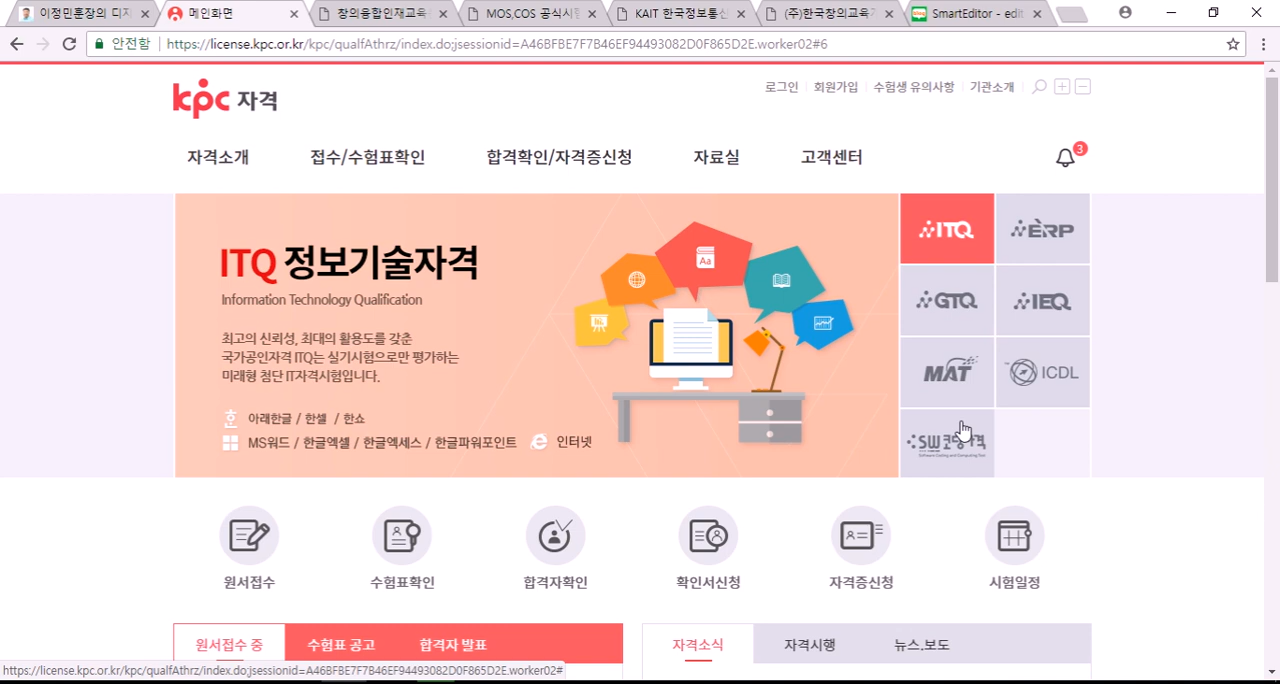 이정민훈장의 디지
메인화면
창의융합인재교육
MOS,COS 공식시험
KAIT 한국정보통신
(주)한국창의교육
SmartEditor - edit
안전함
https://license.kpc.or.kr/kpc/qualfAthrz/index.do;jsessionid=A46BFBE7F7B46EF94493082D0F865D2E.worker02#6
kpc 자격
로그인 회원가입 수험생 유의사항 기관소개
자격소개 접수/수험표확인 합격확인/자격증신청 자료실 고객센터 3
ITQ 정보기술자격
Information Technology Qualification
최고의 신뢰성, 최대의 활용도를 갖춘
국가공인자격 ITQ는 실기시험으로만 평가하는
미래형 첨단 IT자격시험입니다.
아래한글 / 한셀 / 한쇼
MS워드 / 한글엑셀 / 한글엑세스 / 한글파워포인트 인터넷
Aa
ITQ ERP
GTQ IEQ
MAT ICDL
원서접수 수험표확인 합격자확인 확인서신청 자격증신청 시험일정
원서접수 중 수험표 공고 합격자 발표 자격소식 자격시행 뉴스.보도
https://license.kpc.or.kr/kpc/qualfAthrz/index.do;jsessionid=A46BFBE7F7B46EF94493082D0F865D2E.worker02#